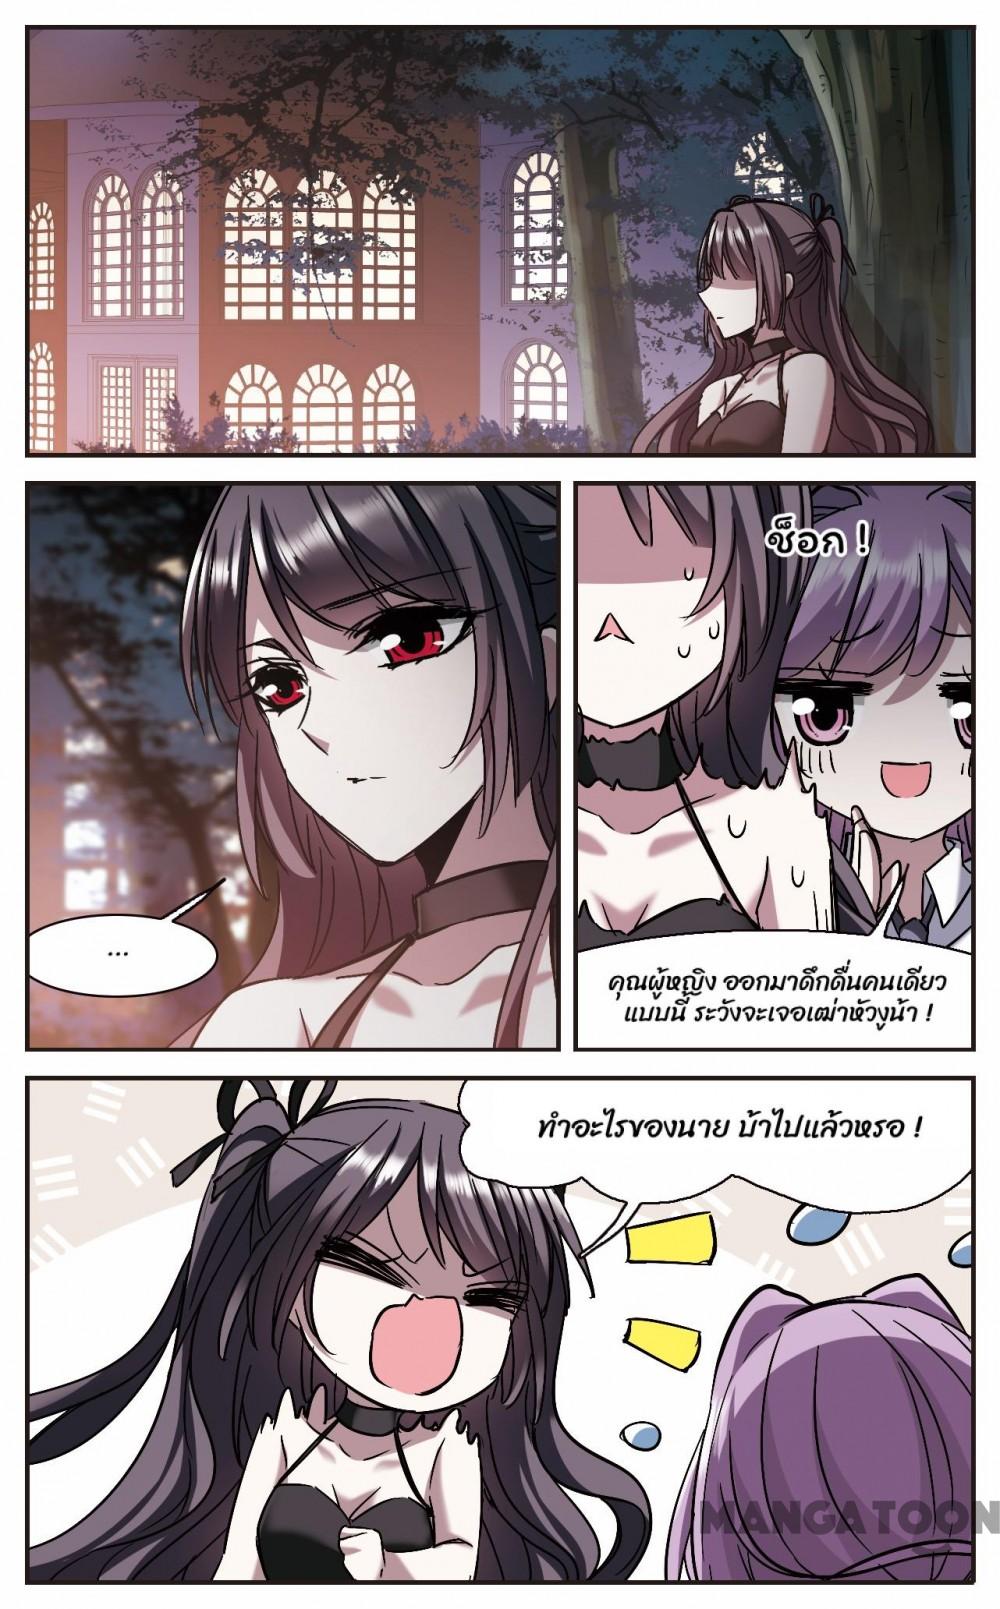 ...
ช็อก !
คุณผู้หญิง ออกมาดึกดื่นคนเดียว
แบบนี้ ระวังจะเจอเฒ่าหัวงูน้า !
ทำอะไรของนาย บ้าไปแล้วหรอ !
MANGATOON